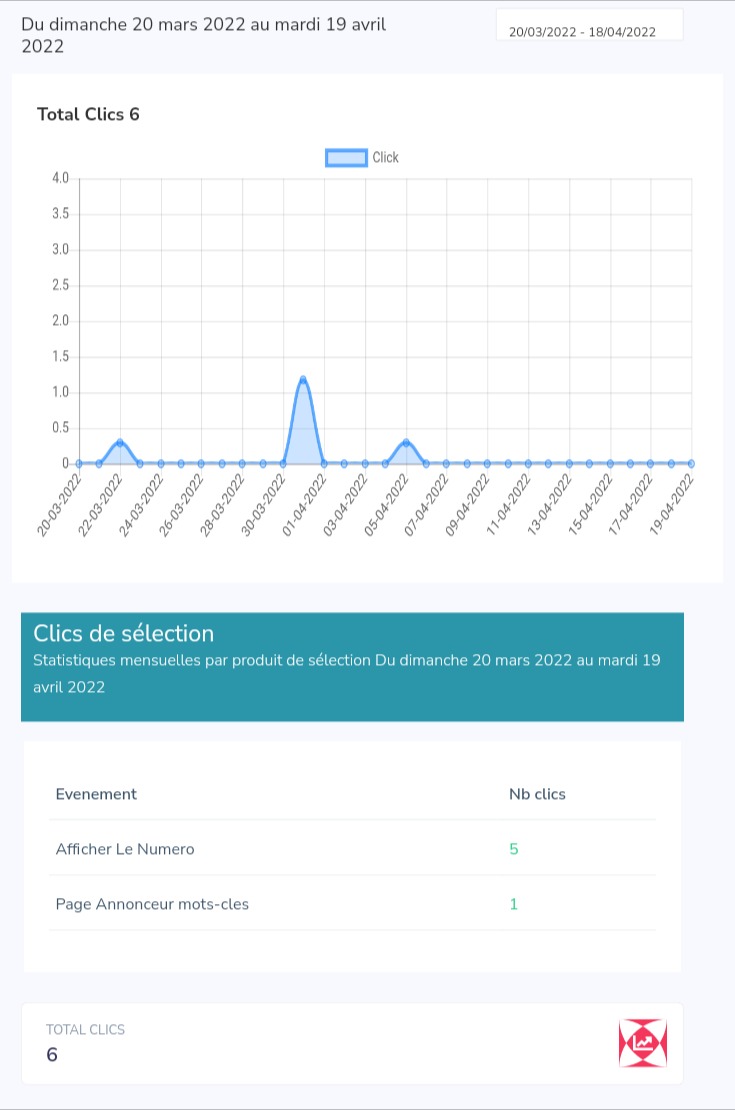 Du dimanche 20 mars 2022 au mardi 19 avril
2022
20/03/2022 - 18/04/2022
Total Clics 6
Click
4.0
3.5
3.0
2.5
2.0
1.5
1.0
0.5
0
20-03-2022
22-03-2022
24-03-2022
26-03-2022
28-03-2022
30-03-2022
01-04-2022
03-04-2022
05-04-2022
07-04-2022
09-04-2022
11-04-2022
13-04-2022
15-04-2022
17-04-2022
19-04-2022
Clics de sélection
Statistiques mensuelles par produit de sélection Du dimanche 20 mars 2022 au mardi 19
avril 2022
Evenement Nb clics
Afficher Le Numero 5
Page Annonceur mots-cles 1
TOTAL CLICS
6